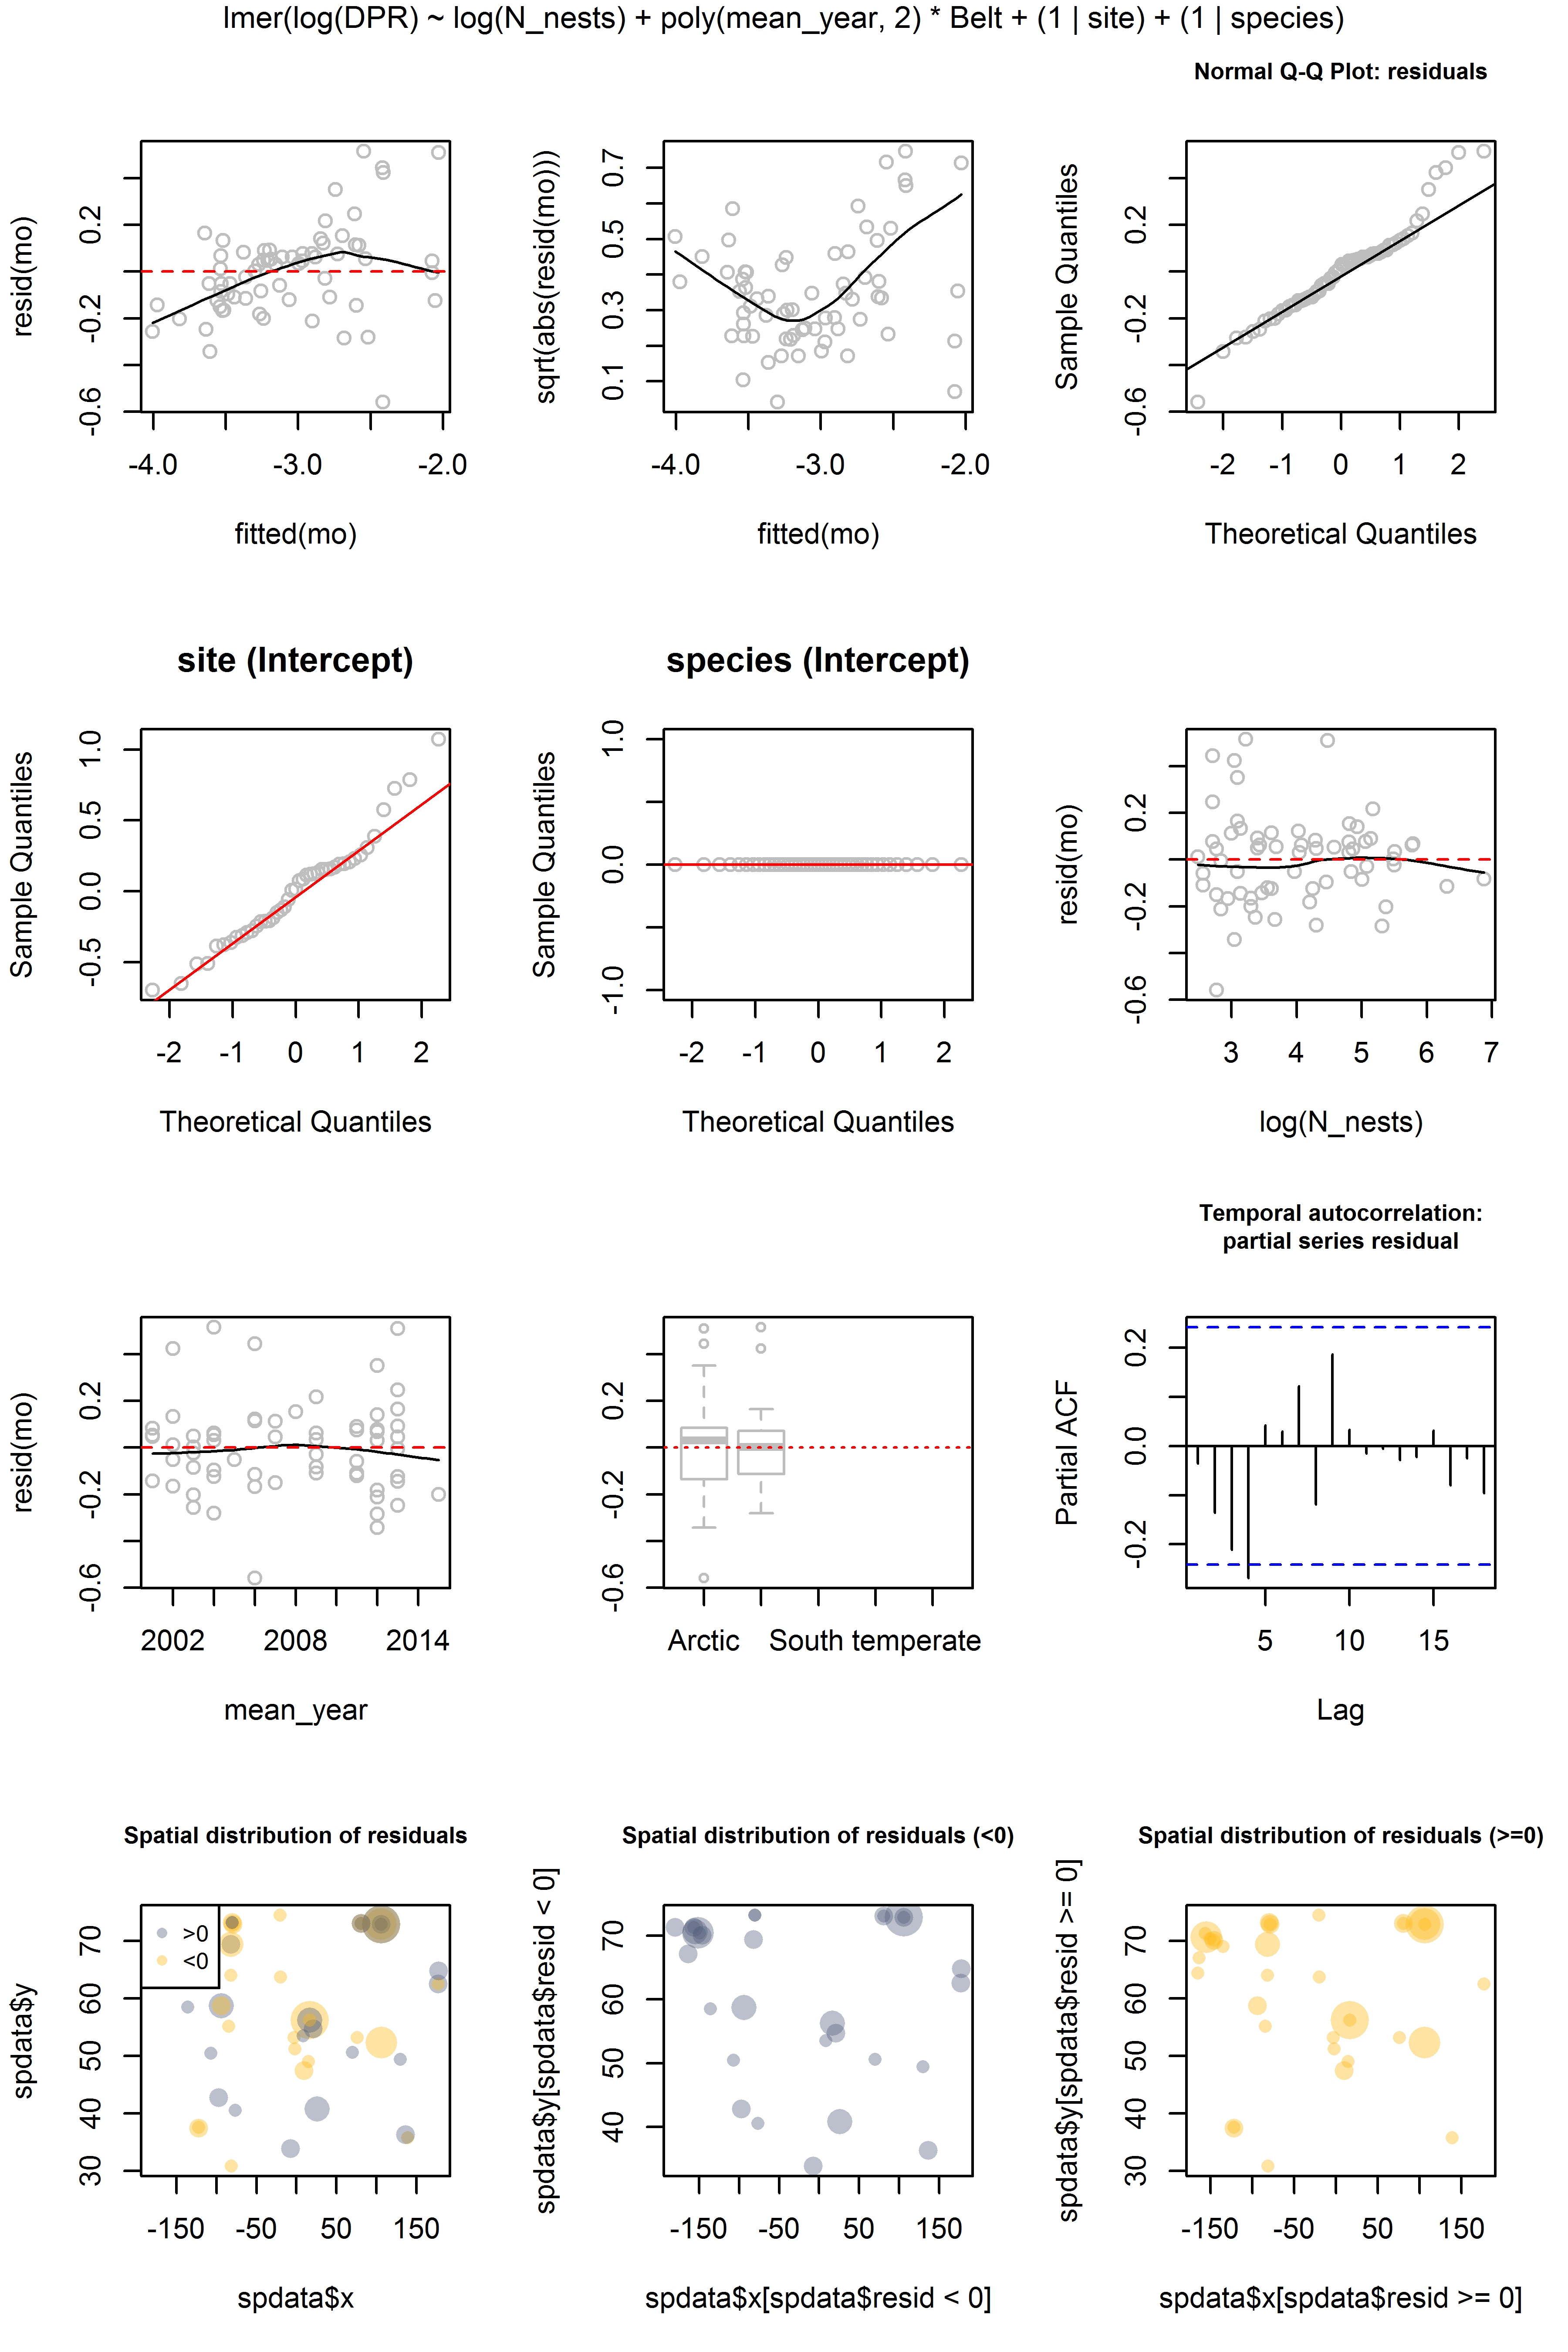 lmer(log(DPR) ~ log(N_nests) + poly(mean_year, 2) * Belt + (1 | site) + (1 | species)
resid(mo)
0.2
-0.2
-0.6
-4.0 -3.0 -2.0
fitted(mo)
sqrt(abs(resid(mo)))
0.7
0.5
0.3
0.1
-4.0 -3.0 -2.0
fitted(mo)
Normal Q-Q Plot: residuals
Sample Quantiles
0.2
-0.2
-0.6
-2 -1 0 1 2
Theoretical Quantiles
site (Intercept)
Sample Quantiles
1.0
0.5
0.0
-0.5
-2 -1 0 1 2
Theoretical Quantiles
species (Intercept)
Sample Quantiles
1.0
0.0
-1.0
-2 -1 0 1 2
Theoretical Quantiles
resid(mo)
0.2
-0.2
-0.6
3 4 5 6 7
log(N_nests)
resid(mo)
0.2
-0.2
-0.6
2002 2008 2014
mean_year
0.2
-0.2
-0.6
Arctic South temperate
Temporal autocorrelation:
partial series residual
Partial ACF
0.2
0.0
-0.2
5 10 15
Lag
Spatial distribution of residuals
>0
<0
spdata$y
70
60
50
40
30
-150 -50 50 150
spdata$x
Spatial distribution of residuals (<0)
spdata$y[spdata$resid < 0]
70
60
50
40
-150 -50 50 150
spdata$x[spdata$resid < 0]
Spatial distribution of residuals (>=0)
spdata$y[spdata$resid >= 0]
70
60
50
40
30
-150 -50 50 150
spdata$x[spdata$resid >= 0]